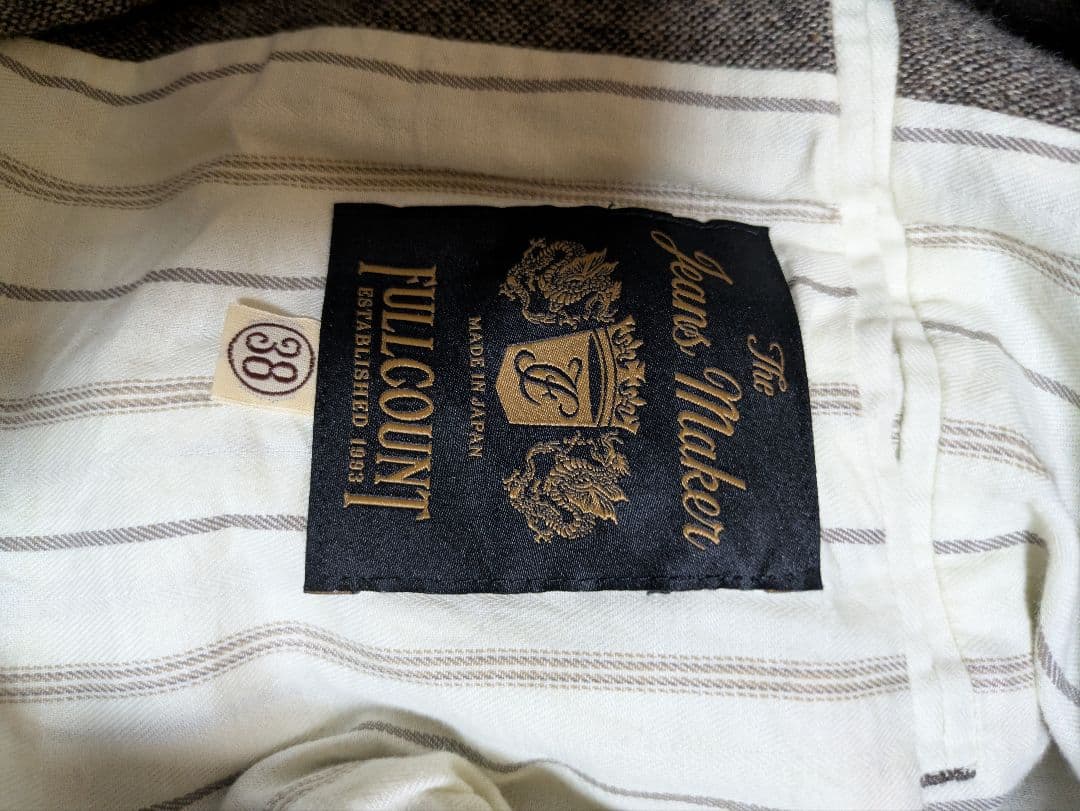 The
Jeans Maker
MADE IN JAPAN
FULLCOUNT
ESTABLISHED 1993
38